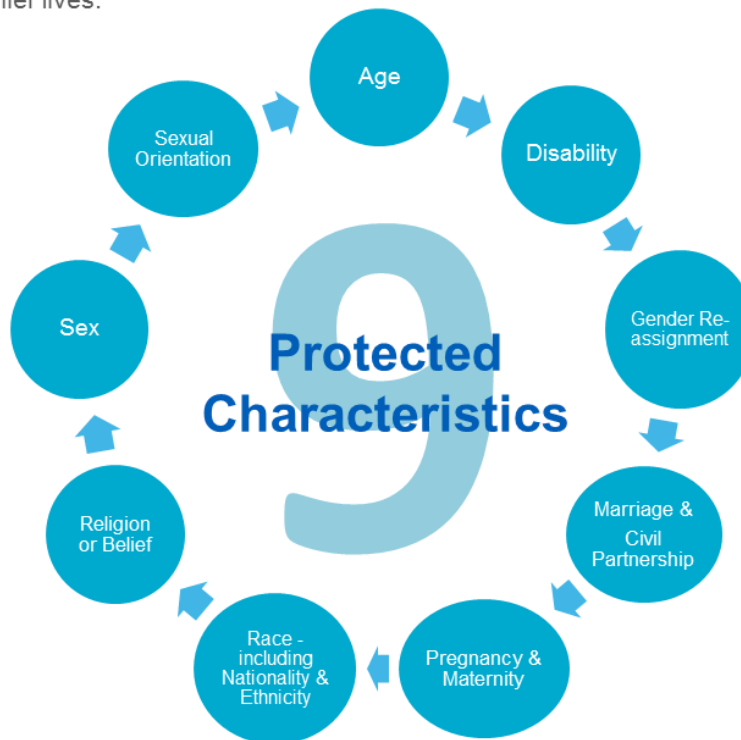 lives.
Age
Disability
Gender Re-
assignment
Marriage &
Civil
Partnership
Pregnancy &
Maternity
Race -
including
Nationality &
Ethnicity
Religion
or Belief
Sex
Sexual
Orientation
9
Protected
Characteristics